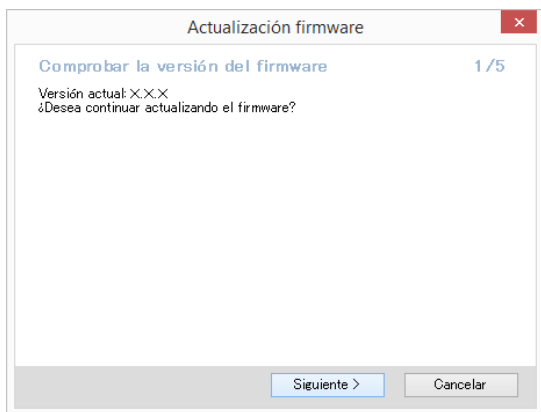 Actualización firmware
Comprobar la versión del firmware 1/5
Versión actual: X.X.X
¿Desea continuar actualizando el firmware?
Siguiente >
Cancelar